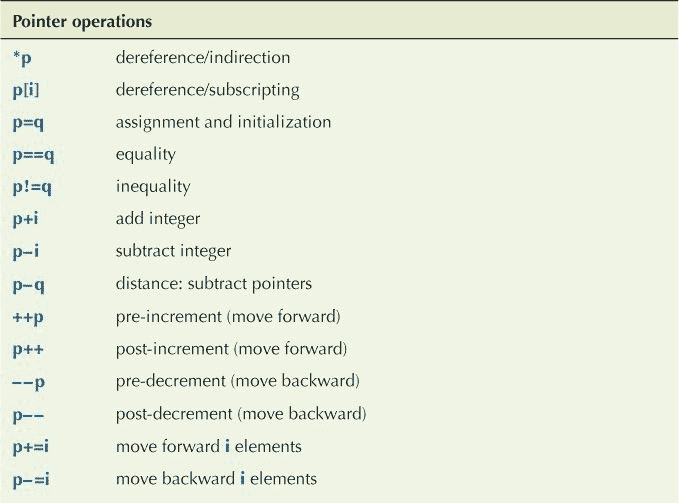 Pointer operations
*p dereference/indirection
p[i] dereference/subscripting
p=q assignment and initialization
p==q equality
p!=q inequality
p+i add integer
p–i subtract integer
p–q distance: subtract pointers
++p pre-increment (move forward)
p++ post-increment (move forward)
––p pre-decrement (move backward)
p–– post-decrement (move backward)
p+=i move forward i elements
p–=i move backward i elements